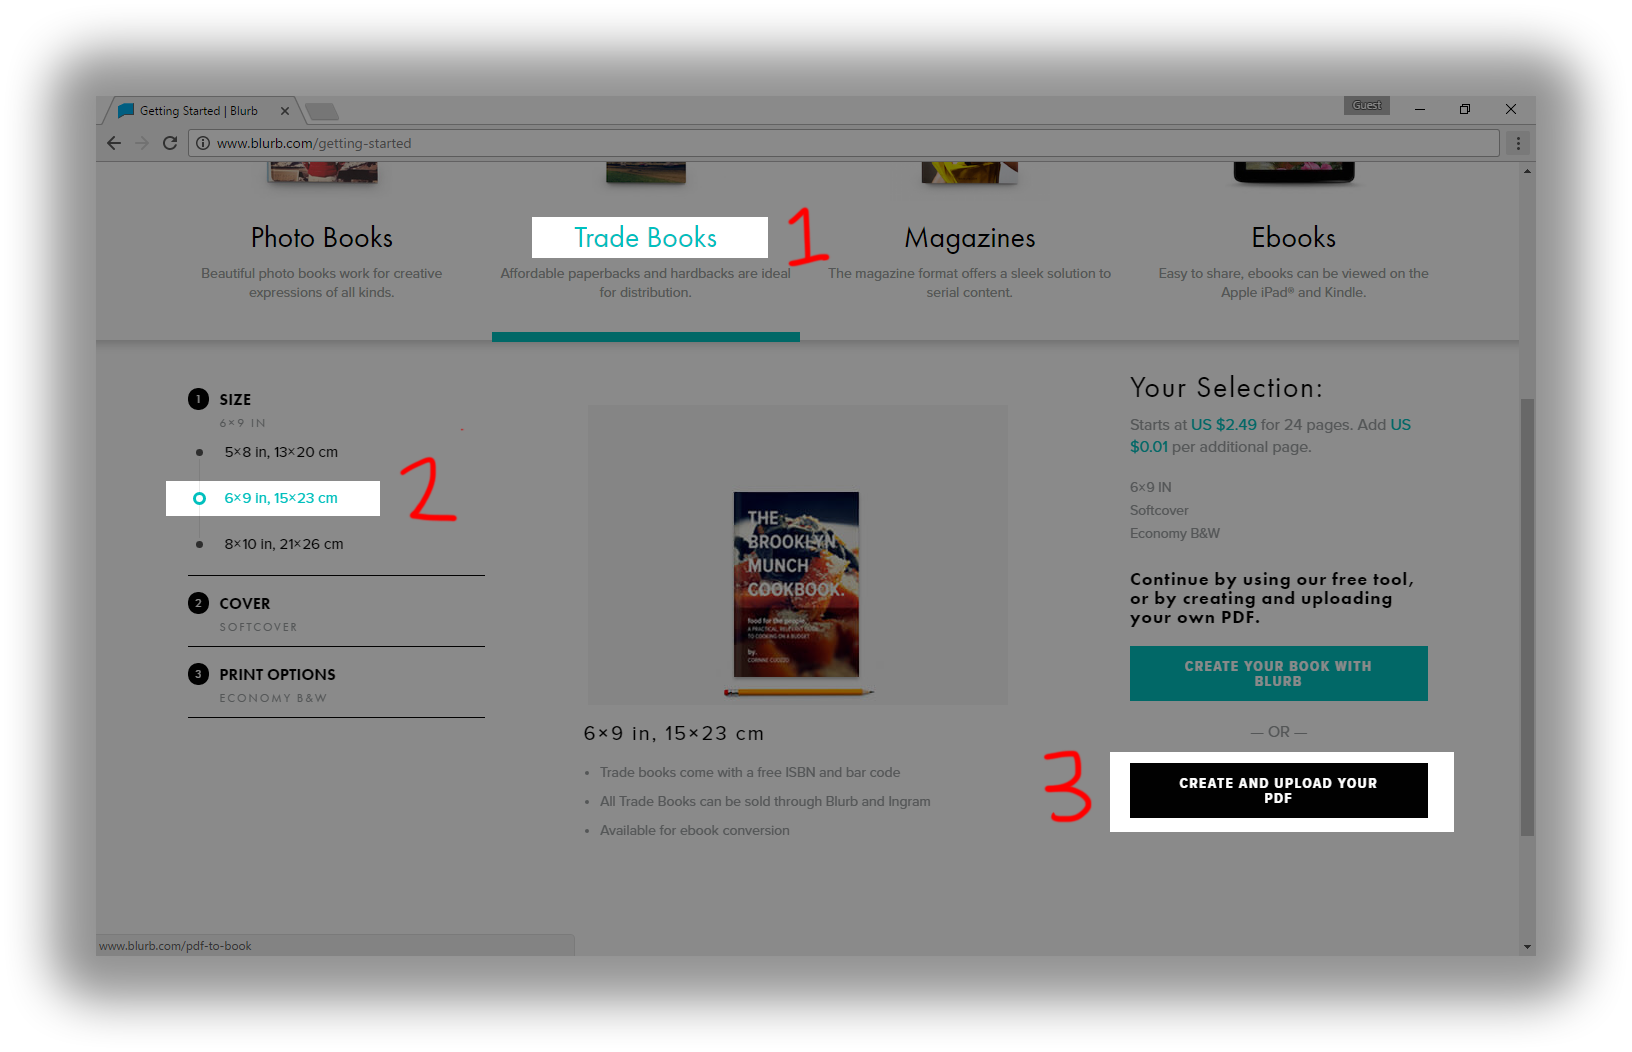 Getting Started | Blurb
Guest
www.blurb.com/getting-started
Photo Books
Beautiful photo books work for creative
expressions of all kinds.
Trade Books
1
Affordable paperbacks and hardbacks are ideal
for distribution.
Magazines
The magazine format offers a sleek solution to
serial content.
Ebooks
Easy to share, ebooks can be viewed on the
Apple iPad® and Kindle.
1 SIZE
6×9 IN
5×8 in, 13×20 cm
6×9 in, 15×23 cm
2
8×10 in, 21×26 cm
2 COVER
SOFTCOVER
3 PRINT OPTIONS
ECONOMY B&W
THE
BROOKLYN
MUNCH
COOKBOOK.
food for the people.
A PRACTICAL, RELEVANT GUIDE
TO COOKING ON A BUDGET
by.
6×9 in, 15×23 cm
• Trade books come with a free ISBN and bar code
• All Trade Books can be sold through Blurb and Ingram
• Available for ebook conversion
Your Selection:
Starts at US $2.49 for 24 pages. Add US
$0.01 per additional page.
6×9 IN
Softcover
Economy B&W
Continue by using our free tool,
or by creating and uploading
your own PDF.
CREATE YOUR BOOK WITH
BLURB
— OR —
3
CREATE AND UPLOAD YOUR
PDF
www.blurb.com/pdf-to-book